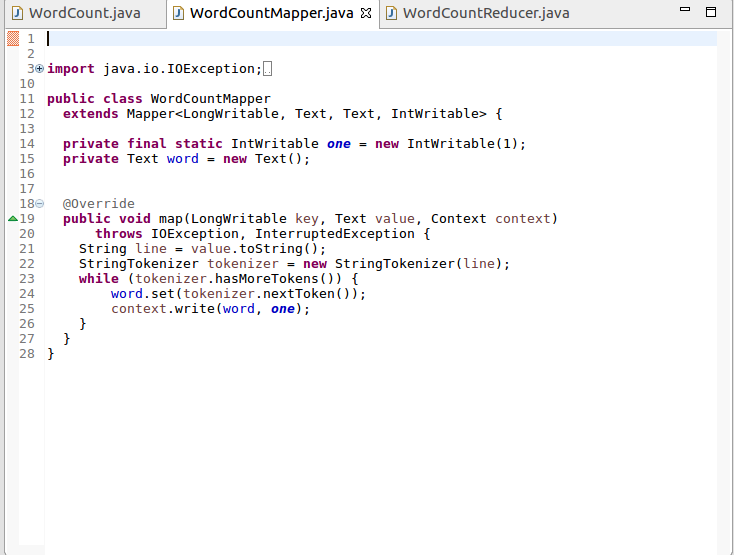 WordCount.java WordCountMapper.java WordCountReducer.java
1
2
3 import java.io.IOException;
10
11 public class WordCountMapper
12   extends Mapper<LongWritable, Text, Text, IntWritable> {
13
14   private final static IntWritable one = new IntWritable(1);
15   private Text word = new Text();
16
17
18   @Override
19   public void map(LongWritable key, Text value, Context context)
20       throws IOException, InterruptedException {
21     String line = value.toString();
22     StringTokenizer tokenizer = new StringTokenizer(line);
23     while (tokenizer.hasMoreTokens()) {
24         word.set(tokenizer.nextToken());
25         context.write(word, one);
26     }
27   }
28 }